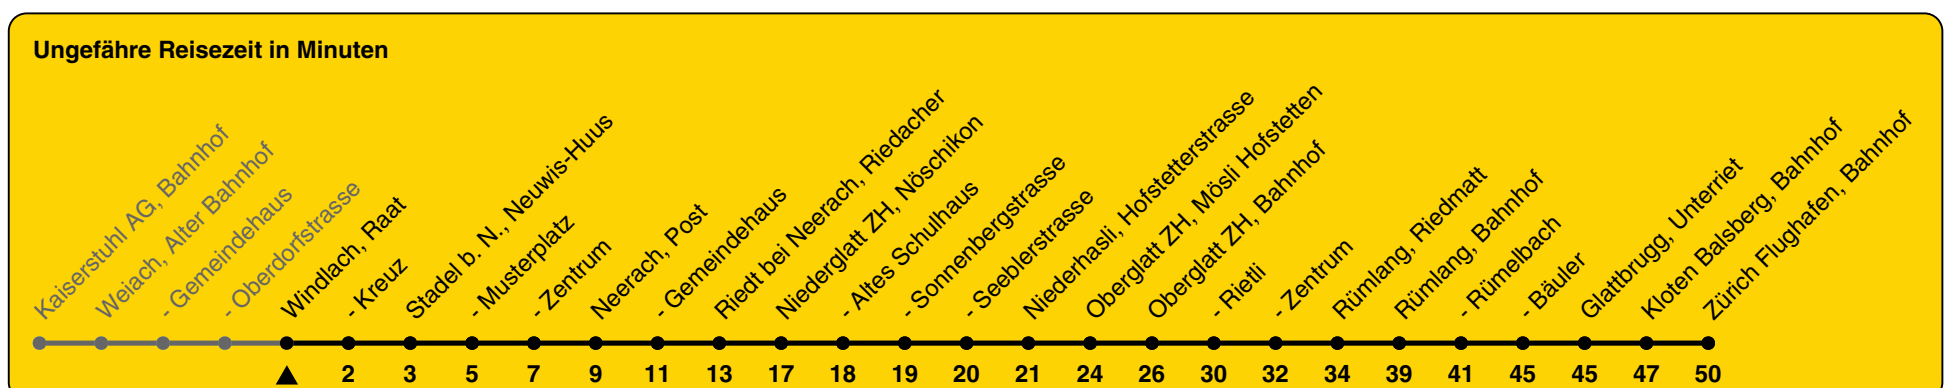 Ungefähre Reisezeit in Minuten
Kaiserstuhl AG, Bahnhof
Weiach, Alter Bahnhof
- Gemeindehaus
- Oberdorfstrasse
Windlach, Raat
- Kreuz
Stadel b. N., Neuwis-Huus
- Musterplatz
- Zentrum
Neerach, Post
- Gemeindehaus
Riedt bei Neerach, Riedacher
Niederglatt ZH, Nöschikon
- Altes Schulhaus
- Sonnenbergstrasse
- Seeblerstrasse
Niederhasli, Hofstetterstrasse
Oberglatt ZH, Mösli Hofstetten
Oberglatt ZH, Bahnhof
- Rietli
- Zentrum
Rümlang, Riedmatt
Rümlang, Bahnhof
- Rümelbach
- Bäuler
Glattbrugg, Unterriet
Kloten Balsberg, Bahnhof
Zürich Flughafen, Bahnhof
2 3 5 7 9 11 13 17 18 19 20 21 24 26 30 32 34 39 41 45 45 47 50